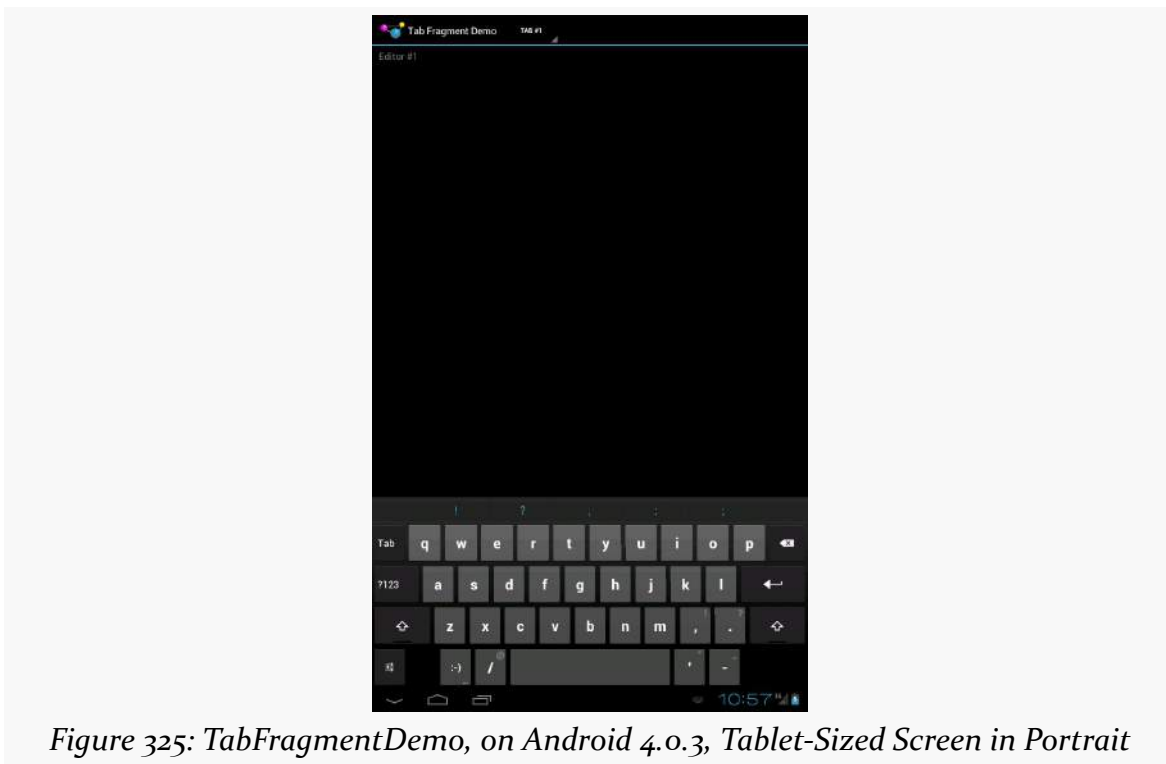 Tab Fragment Demo TAB #1
Editor #1
! ? , : ;
Tab q w e r t y u i o p
?123 a s d f g h j k l
z x c v b n m , ! . ?
:-) / @ ' " - _
10:57
Figure 325: TabFragmentDemo, on Android 4.0.3, Tablet-Sized Screen in Portrait